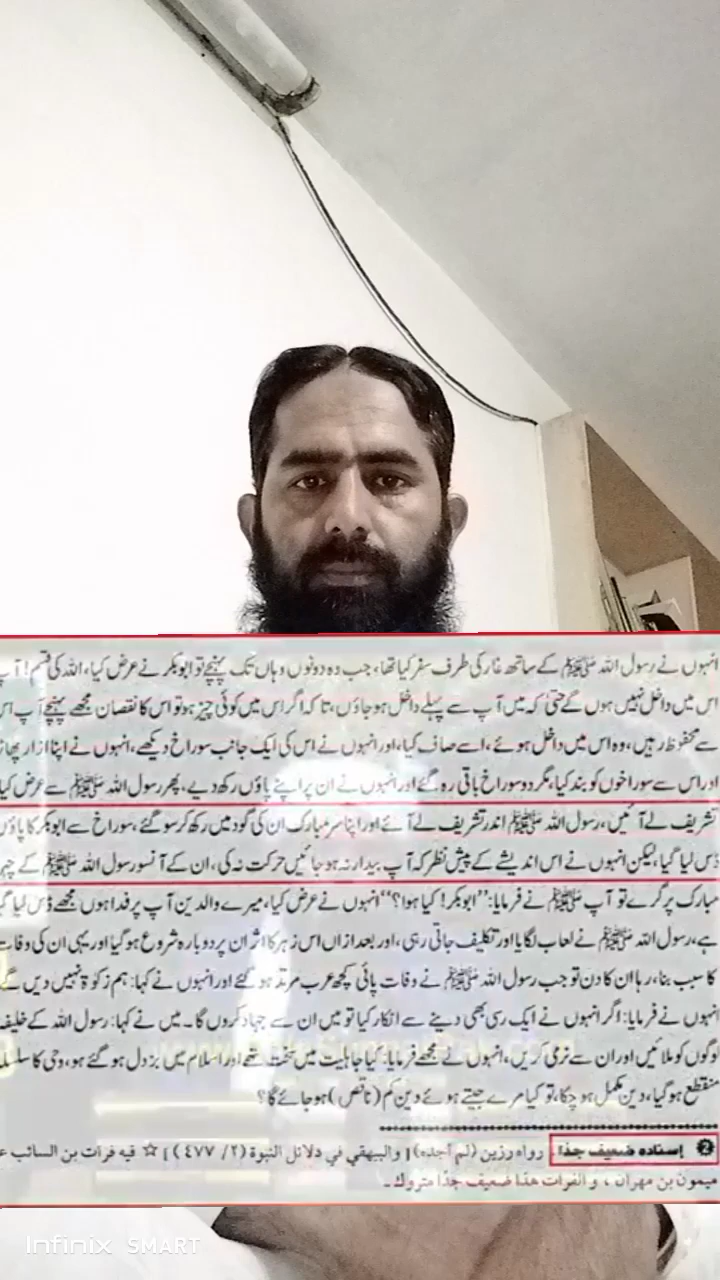 انہوں نے رسول اللہ ﷺ کے ساتھ غار کی طرف سفر کیا تھا، جب وہ دونوں وہاں تک پہنچے تو ابوبکر نے عرض کیا، اللہ کی قسم! آپ
اس میں داخل نہیں ہوں گے حتیٰ کہ میں آپ سے پہلے داخل ہو جاؤں، تاکہ اگر اس میں کوئی چیز ہو تو اس کا نقصان مجھے پہنچے آپ اس
سے محفوظ رہیں، وہ اس میں داخل ہوئے، اسے صاف کیا، اور انہوں نے اس کی ایک جانب سوراخ دیکھے، انہوں نے اپنا ازار پھاڑ
اور اس سے سوراخوں کو بند کیا، مگر دو سوراخ باقی رہ گئے اور انہوں نے ان پر اپنے پاؤں رکھ دیے، پھر رسول اللہ ﷺ سے عرض کیا
تشریف لے آئیں، رسول اللہ ﷺ اندر تشریف لے آئے اور اپنا سر مبارک ان کی گود میں رکھ کر سو گئے، سوراخ سے ابوبکر کا پاؤں
ڈس لیا گیا، لیکن انہوں نے اس اندیشے کے پیش نظر کہ آپ بیدار نہ ہو جائیں حرکت نہ کی، ان کے آنسو رسول اللہ ﷺ کے
مبارک پر گرے تو آپ ﷺ نے فرمایا: ”ابوبکر! کیا ہوا؟“ انہوں نے عرض کیا، میرے والدین آپ پر فدا ہوں مجھے ڈس لیا
ہے، رسول اللہ ﷺ نے لعاب لگایا اور تکلیف جاتی رہی، اور بعد ازاں اس زہر کا اثر ان پر دوبارہ شروع ہو گیا اور یہی ان کی وفات
کا سبب بنا، رہا ان کا دن تو جب رسول اللہ ﷺ نے وفات پائی کچھ عرب مرتد ہو گئے اور انہوں نے کہا: ہم زکوۃ نہیں دیں گے
انہوں نے فرمایا: اگر انہوں نے ایک رسی بھی دینے سے انکار کیا تو میں ان سے جہاد کروں گا۔ میں نے کہا: رسول اللہ کے خلیفہ
لوگوں کو ملائیں اور ان سے نرمی کریں، انہوں نے مجھے فرمایا: کیا جاہلیت میں سخت تھے اور اسلام میں بزدل ہو گئے ہو، وحی کا سلسلہ
منقطع ہو گیا، دین مکمل ہو چکا، تو کیا میرے جیتے ہوئے دین کم (ناقص) ہو جائے گا؟
❷ إسناده ضعيف جدًا، رواه رزين (لم أجده) [والبيهقي في دلائل النبوة (٢/ ٤٧٧)] ☆ فيه فرات بن السائب
ميمون بن مهران، والفرات هذا ضعيف جدًا متروك۔
Infinix SMART